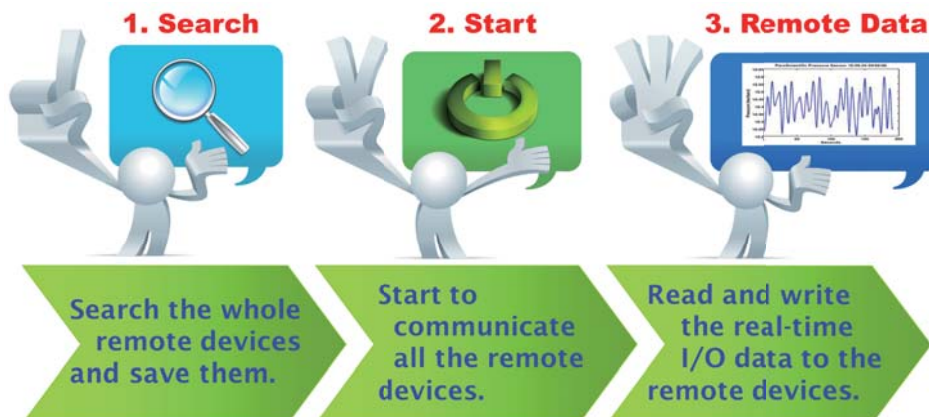 1. Search
2. Start
3. Remote Data
Search the whole
remote devices
and save them.
Start to
communicate
all the remote
devices.
Read and write
the real-time
I/O data to the
remote devices.